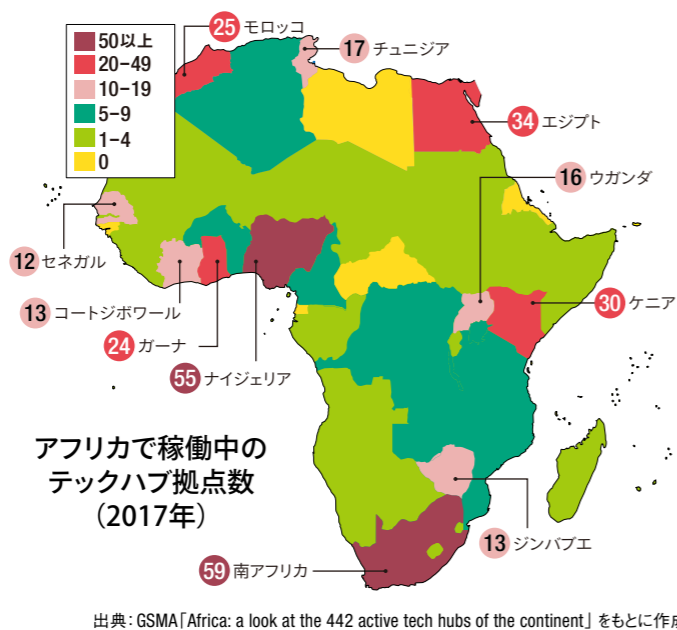 25 モロッコ
50以上
20-49
10-19
5-9
1-4
0
17 チュニジア
34 エジプト
16 ウガンダ
12 セネガル
13 コートジボワール
30 ケニア
24 ガーナ
55 ナイジェリア
アフリカで稼働中の
テックハブ拠点数
(2017年)
13 ジンバブエ
59 南アフリカ
出典:GSMA「Africa: a look at the 442 active tech hubs of the continent」をもとに作成